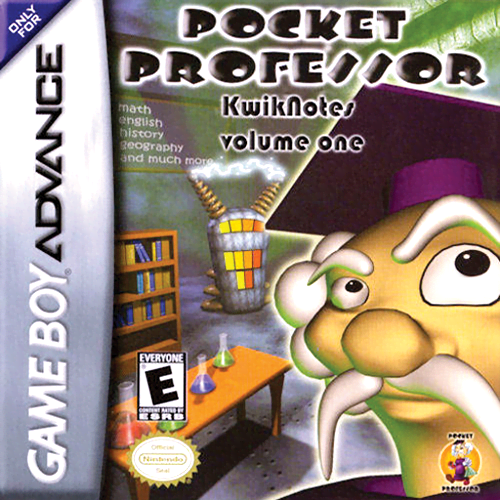 ONLY
FOR
GAME BOY ADVANCE
POCKET
PROFESSOR
KwikNotes
volume one
math
english
history
geography
and much more
EVERYONE
E
CONTENT RATED BY
ESRB
Official
Nintendo
Seal
POCKET
PROFESSOR